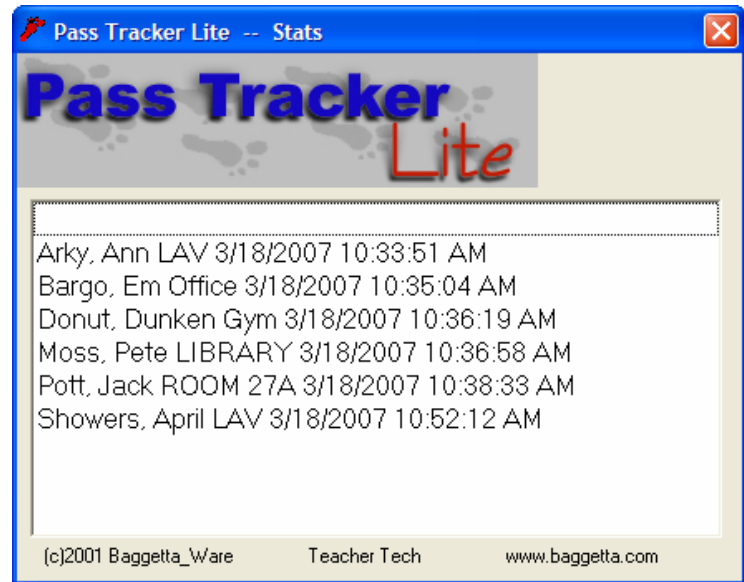 Pass Tracker Lite -- Stats
Pass Tracker
Lite
Arky, Ann LAV 3/18/2007 10:33:51 AM
Bargo, Em Office 3/18/2007 10:35:04 AM
Donut, Dunken Gym 3/18/2007 10:36:19 AM
Moss, Pete LIBRARY 3/18/2007 10:36:58 AM
Pott, Jack ROOM 27A 3/18/2007 10:38:33 AM
Showers, April LAV 3/18/2007 10:52:12 AM
(c)2001 Baggetta_Ware Teacher Tech www.baggetta.com